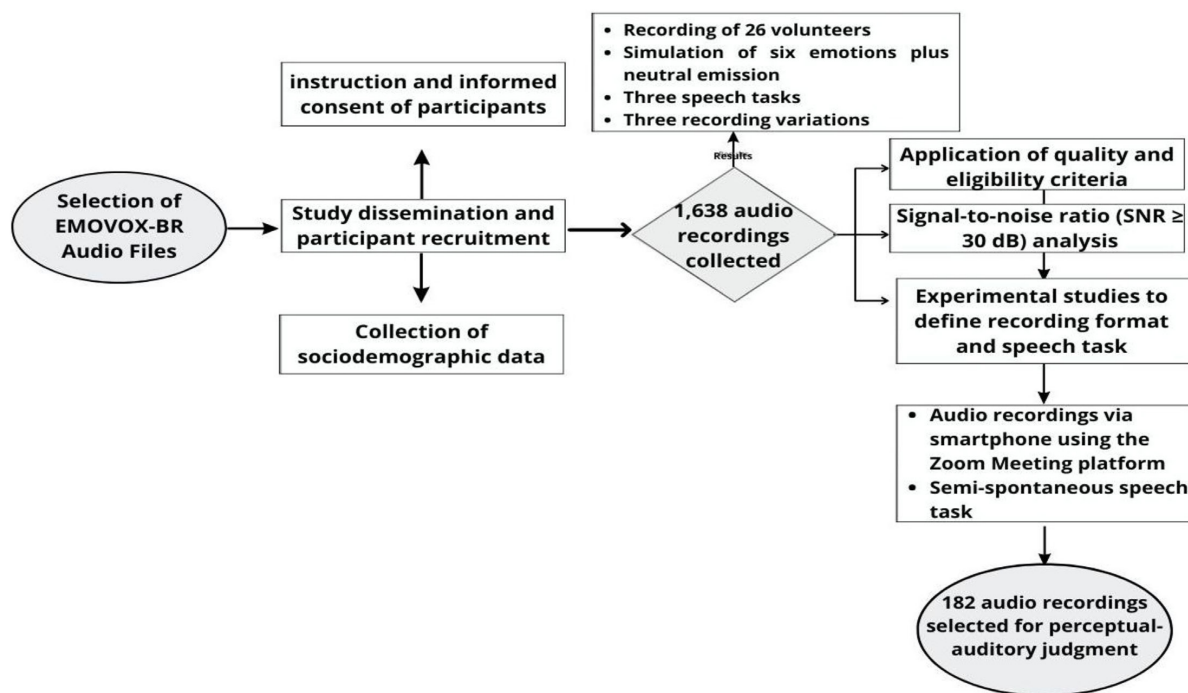 Selection of
EMOVOX-BR
Audio Files
instruction and informed
consent of participants
Study dissemination and
participant recruitment
Collection of
sociodemographic data
• Recording of 26 volunteers
• Simulation of six emotions plus
neutral emission
• Three speech tasks
• Three recording variations
Results
1,638 audio
recordings
collected
Application of quality and
eligibility criteria
Signal-to-noise ratio (SNR ≥
30 dB) analysis
Experimental studies to
define recording format
and speech task
• Audio recordings via
smartphone using the
Zoom Meeting platform
• Semi-spontaneous speech
task
182 audio recordings
selected for perceptual-
auditory judgment